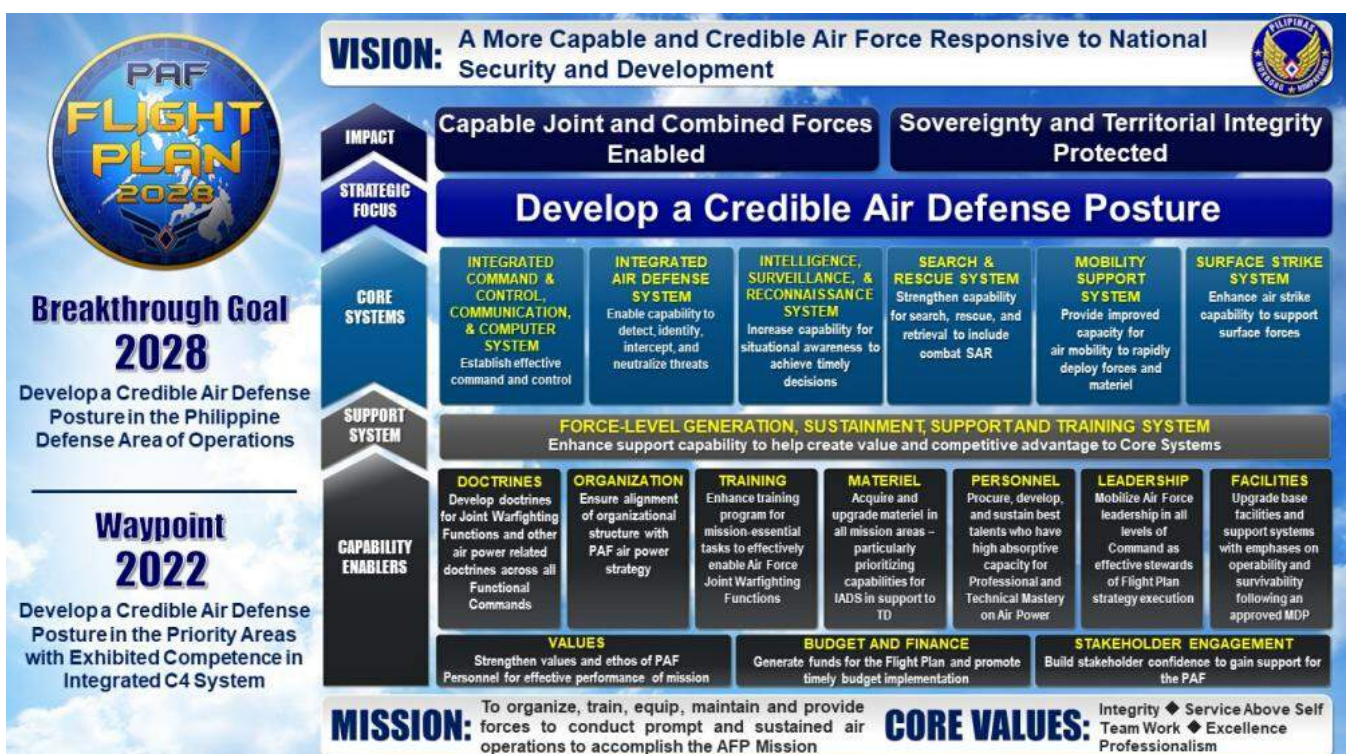 PAF
FLIGHT
PLAN
2028
Breakthrough Goal
2028
Develop a Credible Air Defense
Posture in the Philippine
Defense Area of Operations
Waypoint
2022
Develop a Credible Air Defense
Posture in the Priority Areas
with Exhibited Competence in
Integrated C4 System
VISION:
A More Capable and Credible Air Force Responsive to National
Security and Development
PILIPINAS
HUKBONG HIMPAPAWID
IMPACT
Capable Joint and Combined Forces
Enabled
Sovereignty and Territorial Integrity
Protected
STRATEGIC
FOCUS
Develop a Credible Air Defense Posture
CORE
SYSTEMS
INTEGRATED
COMMAND &
CONTROL,
COMMUNICATION,
& COMPUTER
SYSTEM
Establish effective
command and control
INTEGRATED
AIR DEFENSE
SYSTEM
Enable capability to
detect, identify,
intercept, and
neutralize threats
INTELLIGENCE,
SURVEILLANCE, &
RECONNAISSANCE
SYSTEM
Increase capability for
situational awareness to
achieve timely
decisions
SEARCH &
RESCUE SYSTEM
Strengthen capability
for search, rescue, and
retrieval to include
combat SAR
MOBILITY
SUPPORT
SYSTEM
Provide improved
capacity for
air mobility to rapidly
deploy forces and
materiel
SURFACE STRIKE
SYSTEM
Enhance air strike
capability to support
surface forces
SUPPORT
SYSTEM
FORCE-LEVEL GENERATION, SUSTAINMENT, SUPPORT AND TRAINING SYSTEM
Enhance support capability to help create value and competitive advantage to Core Systems
CAPABILITY
ENABLERS
DOCTRINES
Develop doctrines
for Joint Warfighting
Functions and other
air power related
doctrines across all
Functional
Commands
ORGANIZATION
Ensure alignment
of organizational
structure with
PAF air power
strategy
TRAINING
Enhance training
program for
mission-essential
tasks to effectively
enable Air Force
Joint Warfighting
Functions
MATERIEL
Acquire and
upgrade materiel in
all mission areas –
particularly
prioritizing
capabilities for
IADS in support to
TD
PERSONNEL
Procure, develop,
and sustain best
talents who have
high absorptive
capacity for
Professional and
Technical Mastery
on Air Power
LEADERSHIP
Mobilize Air Force
leadership in all
levels of
Command as
effective stewards
of Flight Plan
strategy execution
FACILITIES
Upgrade base
facilities and
support systems
with emphases on
operability and
survivability
following an
approved MDP
VALUES
Strengthen values and ethos of PAF
Personnel for effective performance of mission
BUDGET AND FINANCE
Generate funds for the Flight Plan and promote
timely budget implementation
STAKEHOLDER ENGAGEMENT
Build stakeholder confidence to gain support for
the PAF
MISSION:
To organize, train, equip, maintain and provide
forces to conduct prompt and sustained air
operations to accomplish the AFP Mission
CORE VALUES:
Integrity ◆ Service Above Self
Team Work ◆ Excellence
Professionalism